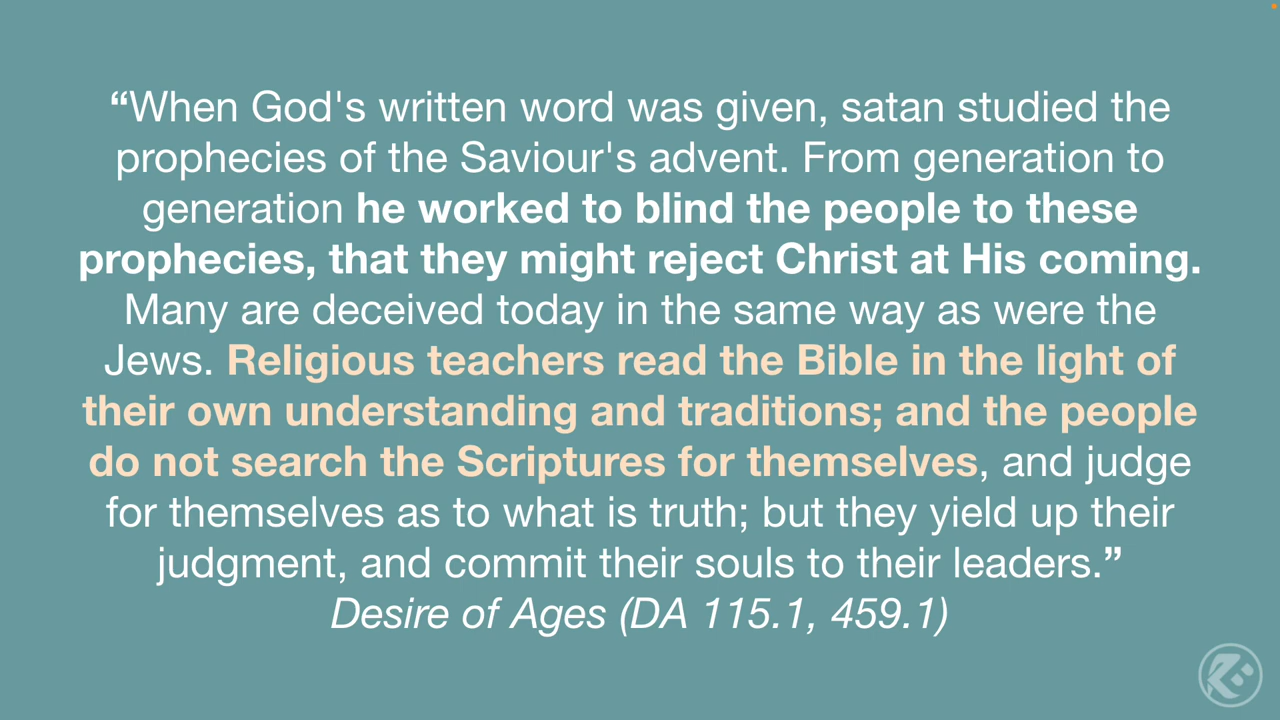 “When God's written word was given, satan studied the
prophecies of the Saviour's advent. From generation to
generation he worked to blind the people to these
prophecies, that they might reject Christ at His coming.
Many are deceived today in the same way as were the
Jews. Religious teachers read the Bible in the light of
their own understanding and traditions; and the people
do not search the Scriptures for themselves, and judge
for themselves as to what is truth; but they yield up their
judgment, and commit their souls to their leaders.”
Desire of Ages (DA 115.1, 459.1)